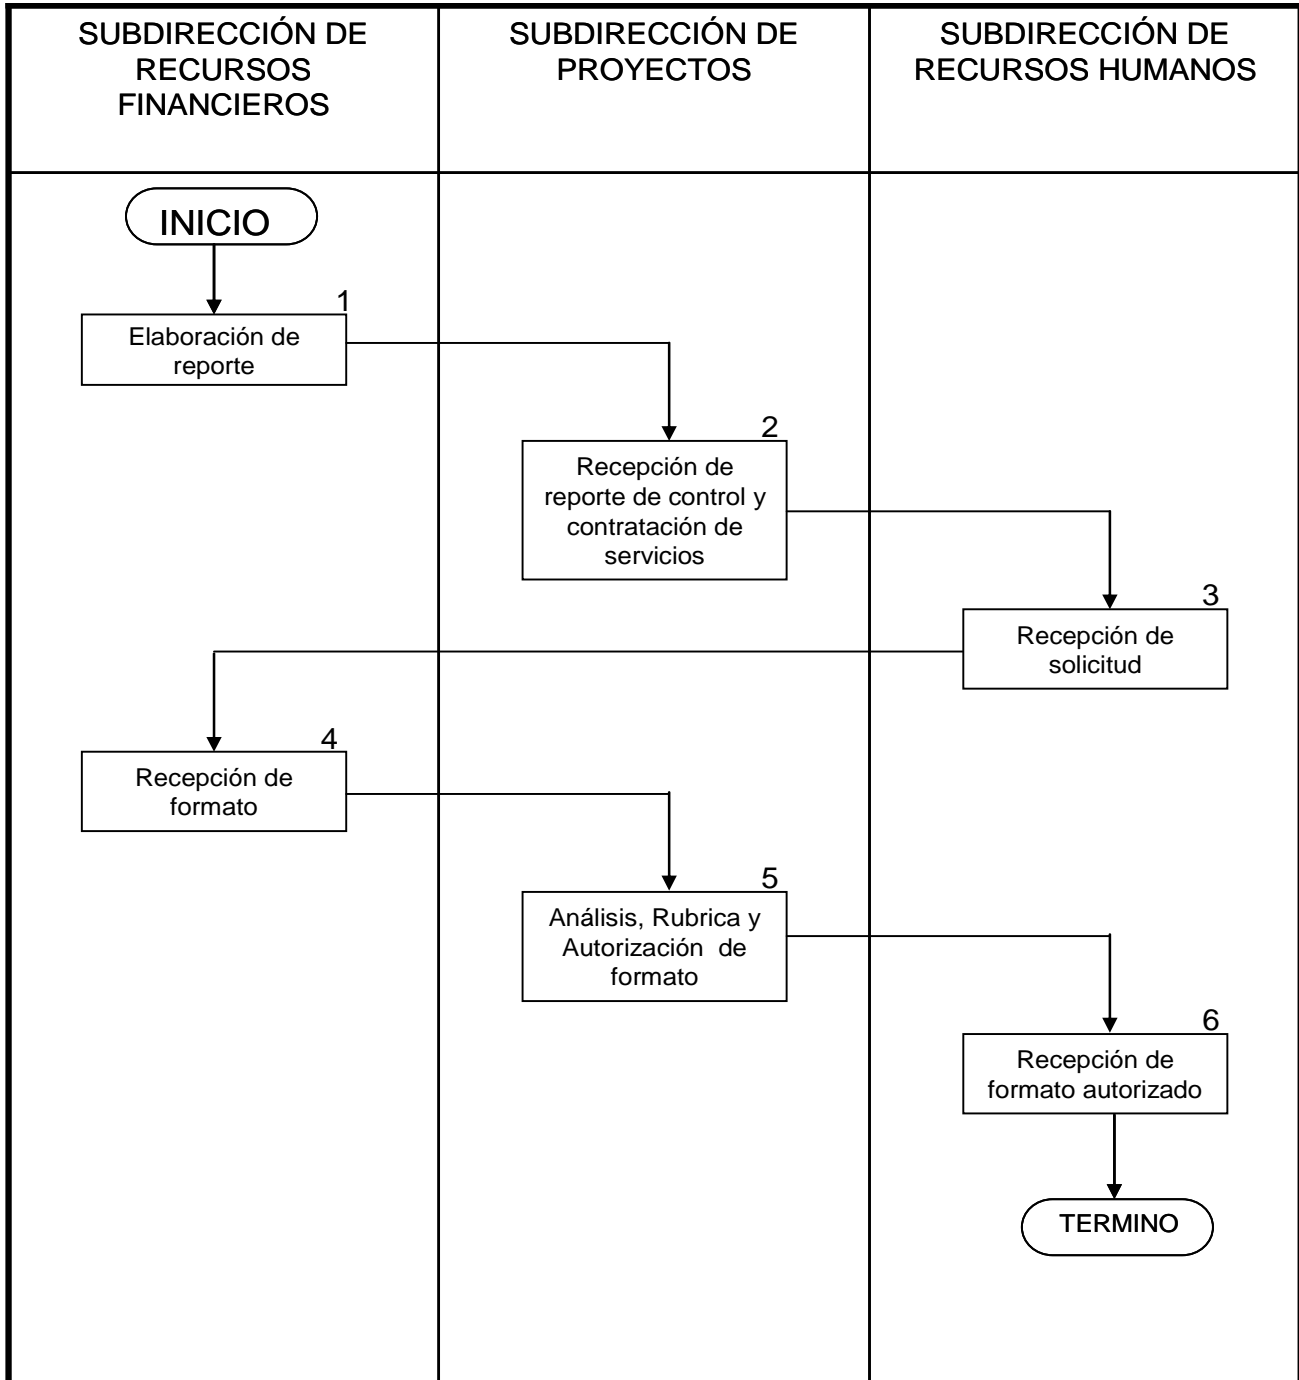 SUBDIRECCIÓN DE
RECURSOS
FINANCIEROS
SUBDIRECCIÓN DE
PROYECTOS
SUBDIRECCIÓN DE
RECURSOS HUMANOS
INICIO
1
Elaboración de
reporte
2
Recepción de
reporte de control y
contratación de
servicios
3
Recepción de
solicitud
4
Recepción de
formato
5
Análisis, Rubrica y
Autorización de
formato
6
Recepción de
formato autorizado
TERMINO